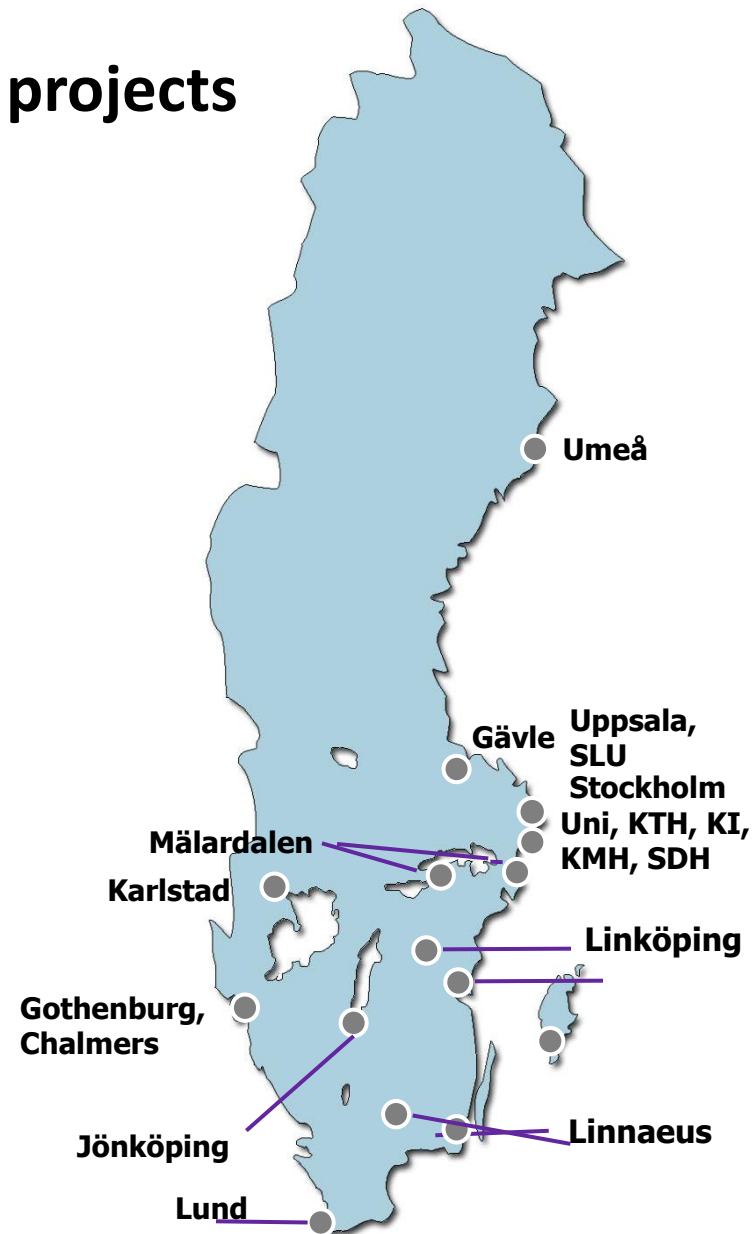 projects
Umeå
Gävle
Uppsala,
SLU
Stockholm
Uni, KTH, KI,
KMH, SDH
Mälardalen
Karlstad
Linköping
Gothenburg,
Chalmers
Jönköping
Linnaeus
Lund